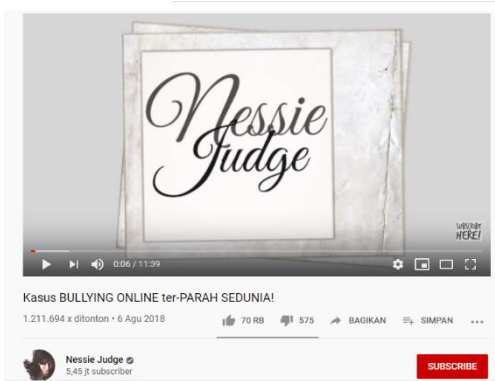 Nessie
Judge
SUBSCRIBE
HERE!
0:06 / 11:39
Kasus BULLYING ONLINE ter-PARAH SEDUNIA!
1.211.694 x ditonton • 6 Agu 2018
70 RB
575
BAGIKAN
SIMPAN
Nessie Judge
5,45 jt subscriber
SUBSCRIBE